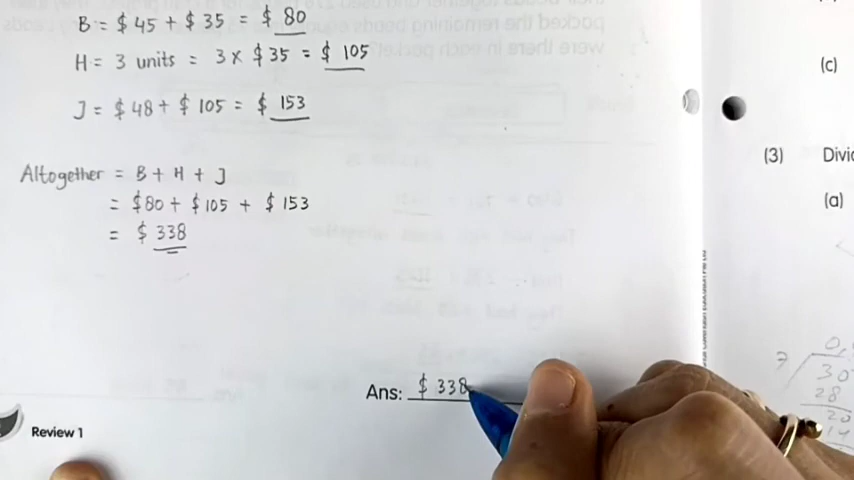 B = $45 + $35 = $ 80
H = 3 units = 3 x $35 = $ 105
J = $48 + $105 = $ 153
(c)
(3)
(a)
Altogether = B + H + J
= $80 + $105 + $153
= $ 338
Ans: $ 338
Review 1